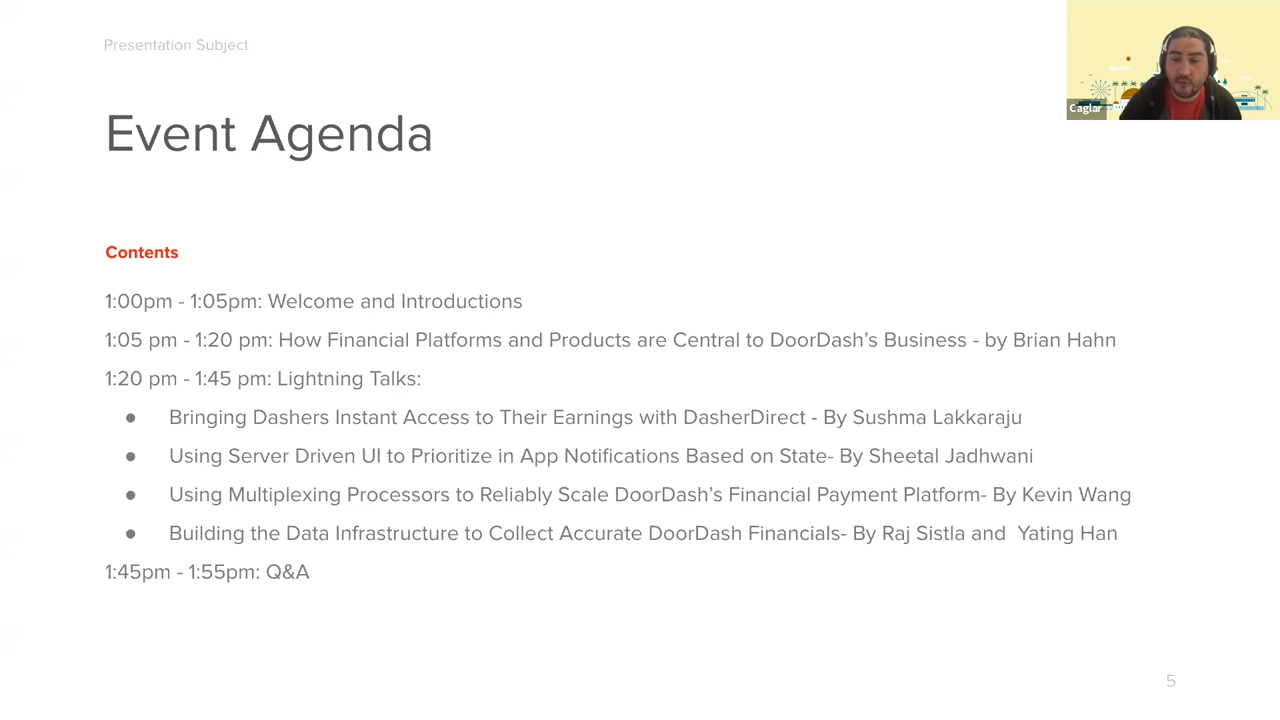 Presentation Subject
Caglar
Event Agenda
Contents
1:00pm - 1:05pm: Welcome and Introductions
1:05 pm - 1:20 pm: How Financial Platforms and Products are Central to DoorDash’s Business - by Brian Hahn
1:20 pm - 1:45 pm: Lightning Talks:
● Bringing Dashers Instant Access to Their Earnings with DasherDirect - By Sushma Lakkaraju
● Using Server Driven UI to Prioritize in App Notifications Based on State- By Sheetal Jadhwani
● Using Multiplexing Processors to Reliably Scale DoorDash’s Financial Payment Platform- By Kevin Wang
● Building the Data Infrastructure to Collect Accurate DoorDash Financials- By Raj Sistla and  Yating Han
1:45pm - 1:55pm: Q&A
5